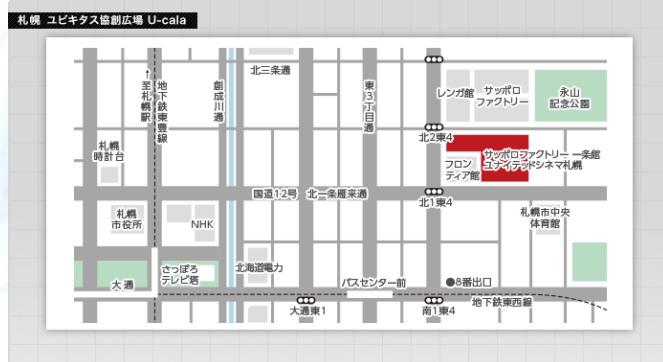 札幌 ユビキタス協創広場 U-cala
北三条通
↑至札幌駅
地下鉄東豊線
創成川通
東3丁目通
レンガ館
サッポロ
ファクトリー
永山
記念公園
北2東4
札幌
時計台
フロン
ティア館
サッポロファクトリー 一条館
ユナイテッドシネマ札幌
国道12号 北一条雁来通
北1東4
札幌
市役所
NHK
札幌市中央
体育館
大通
さっぽろ
テレビ塔
北海道電力
バスセンター前
●8番出口
大通東1
南1東4
地下鉄東西線